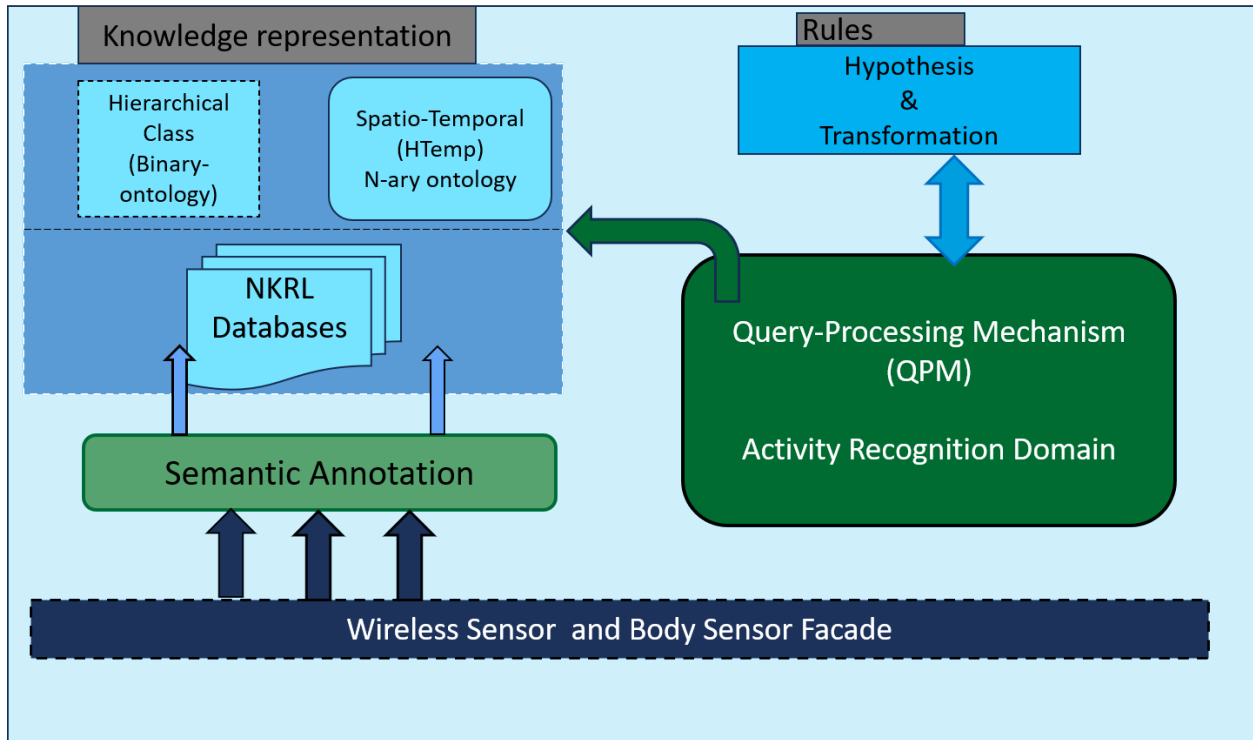 Knowledge representation
Hierarchical
Class
(Binary-
ontology)
Spatio-Temporal
(HTemp)
N-ary ontology
NKRL
Databases
Semantic Annotation
Rules
Hypothesis
&
Transformation
Query-Processing Mechanism
(QPM)
Activity Recognition Domain
Wireless Sensor and Body Sensor Facade